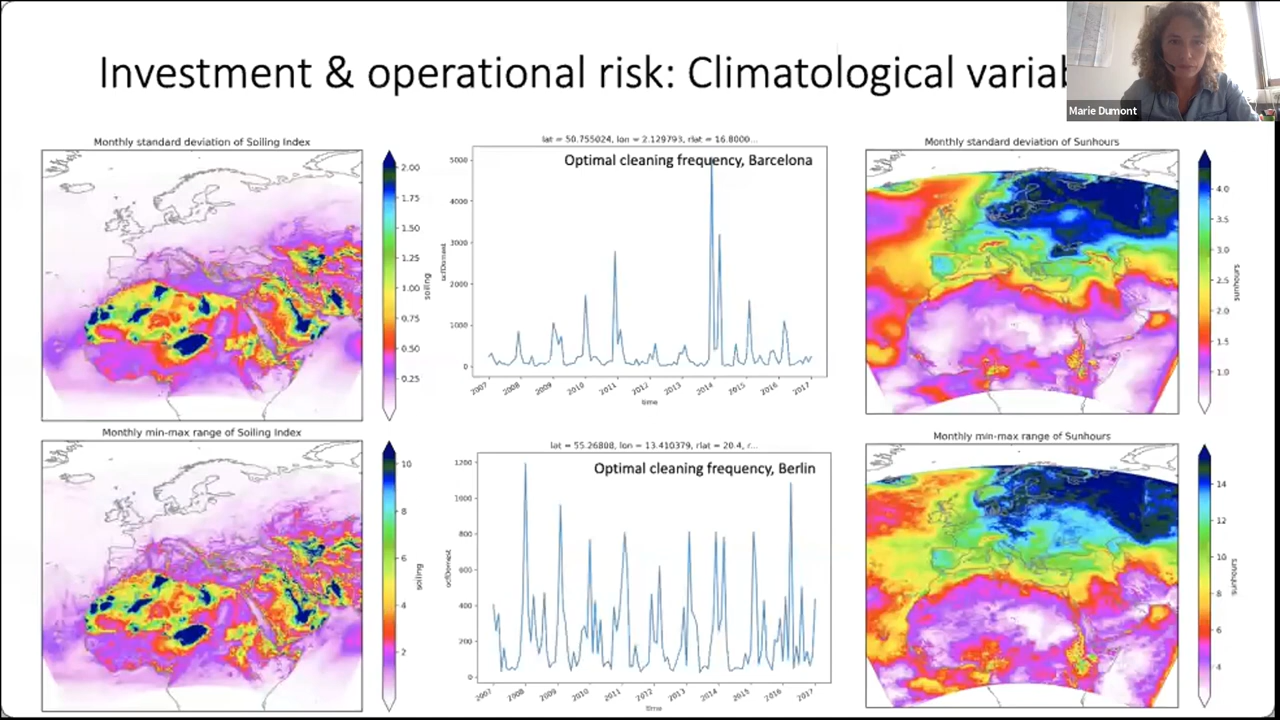 Investment & operational risk: Climatological variab
Marie Dumont
Monthly standard deviation of Soiling Index
2.00
1.75
1.50
1.25
1.00
0.75
0.50
0.25
soiling
lat = 50.755024, lon = 2.129793, rlat = 16.8000...
Optimal cleaning frequency, Barcelona
5000
4000
3000
2000
1000
0
2007 2008 2009 2010 2011 2012 2013 2014 2015 2016 2017
time
Monthly standard deviation of Sunhours
4.0
3.5
3.0
2.5
2.0
1.5
1.0
sunhours
Monthly min-max range of Soiling Index
10
8
6
4
2
soiling
lat = 55.26808, lon = 13.410379, rlat = 20.4, r...
Optimal cleaning frequency, Berlin
1200
1000
800
600
400
200
0
2007 2008 2009 2010 2011 2012 2013 2014 2015 2016 2017
time
Monthly min-max range of Sunhours
14
12
10
8
6
4
sunhours